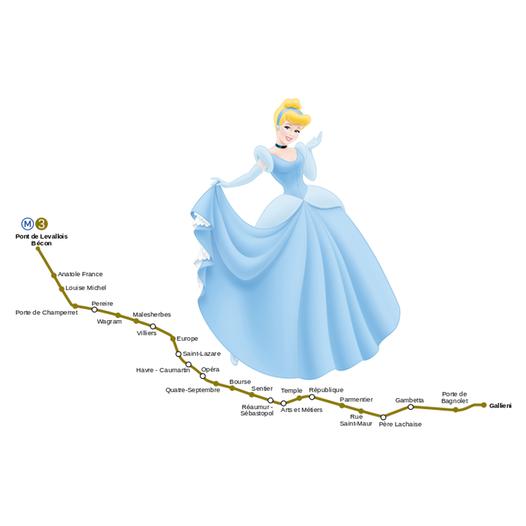 M 3
Pont de Levallois
Bécon
Anatole France
Louise Michel
Porte de Champerret
Pereire
Wagram
Malesherbes
Villiers
Europe
Saint-Lazare
Havre - Caumartin
Opéra
Quatre-Septembre
Bourse
Sentier
Réaumur -
Sébastopol
Temple
Arts et Métiers
République
Parmentier
Rue
Saint-Maur
Père Lachaise
Gambetta
Porte de
Bagnolet
Gallieni